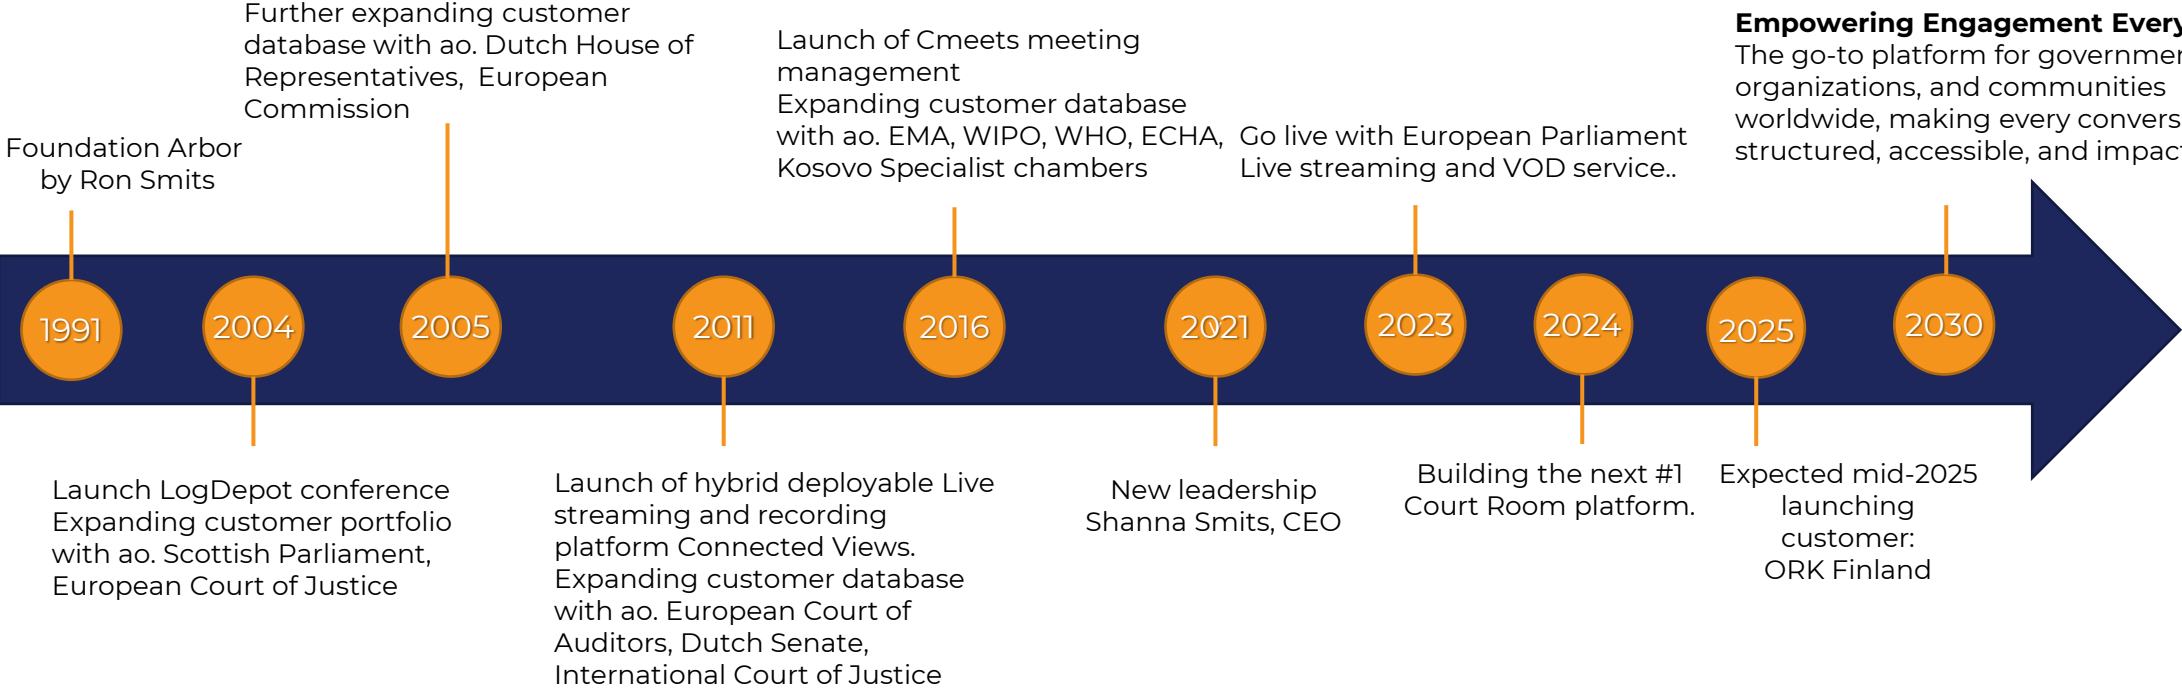 Further expanding customer
database with ao. Dutch House of
Representatives, European
Commission
Launch of Cmeets meeting
management
Expanding customer database
with ao. EMA, WIPO, WHO, ECHA,
Kosovo Specialist chambers
Empowering Engagement Every
The go-to platform for
organizations, and communities
worldwide, making every
structured, accessible, and
Foundation Arbor
by Ron Smits
Go live with European Parliament
Live streaming and VOD service..
1991
2004
2005
2011
2016
2021
2023
2024
2025
2030
Launch LogDepot conference
Expanding customer portfolio
with ao. Scottish Parliament,
European Court of Justice
Launch of hybrid deployable Live
streaming and recording
platform Connected Views.
Expanding customer database
with ao. European Court of
Auditors, Dutch Senate,
International Court of Justice
New leadership
Shanna Smits, CEO
Building the next #1
Court Room platform.
Expected mid-2025
launching
customer:
ORK Finland